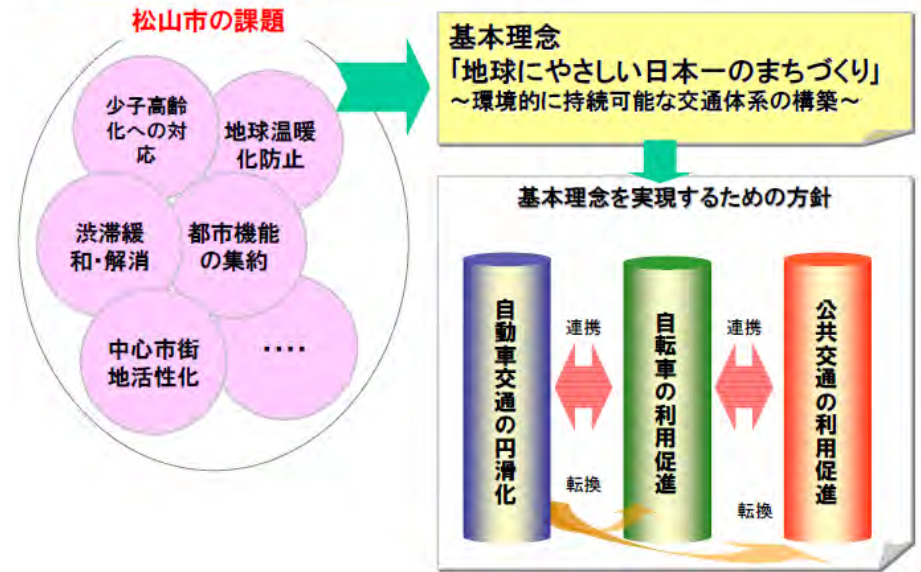 松山市の課題
少子高齢
化への対
応
地球温暖
化防止
渋滞緩
和・解消
都市機能
の集約
中心市街
地活性化
・・・・
基本理念
「地球にやさしい日本一のまちづくり」
～環境的に持続可能な交通体系の構築～
基本理念を実現するための方針
自動車交通の円滑化
連携
転換
自転車の利用促進
連携
転換
公共交通の利用促進